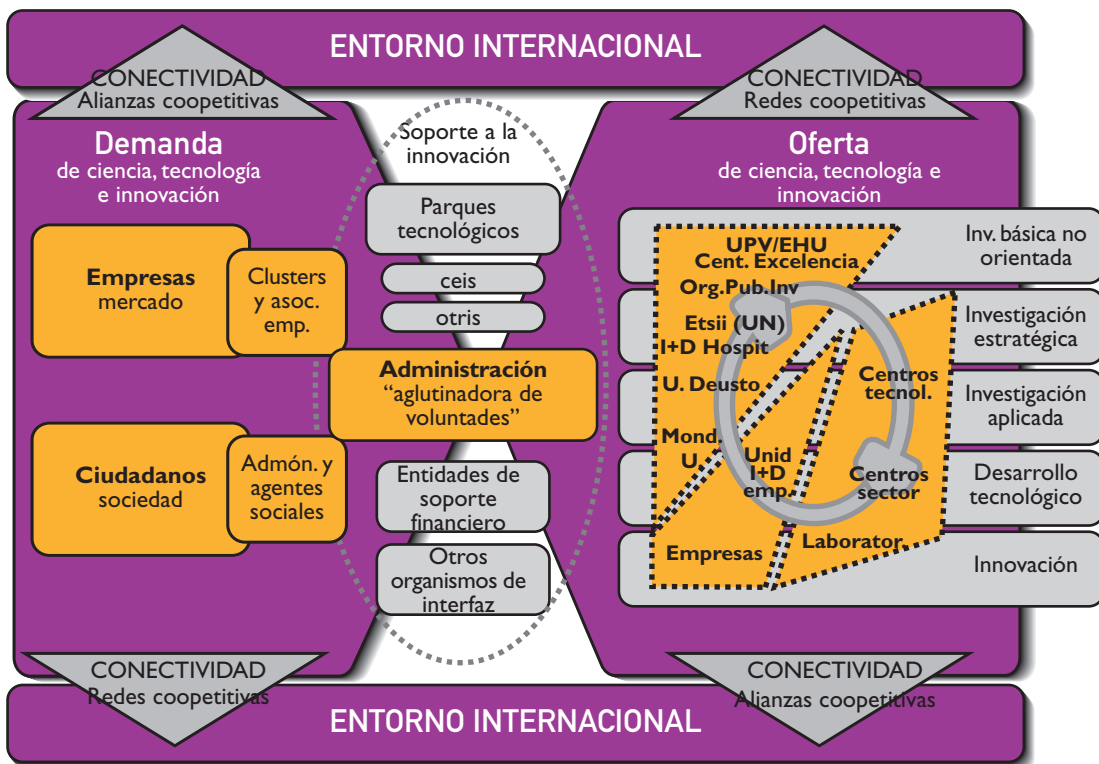 ENTORNO INTERNACIONAL
CONECTIVIDAD
Alianzas coopetitivas
CONECTIVIDAD
Redes coopetitivas
Demanda
de ciencia, tecnología
e innovación
Empresas
mercado
Clusters
y asoc.
emp.
Ciudadanos
sociedad
Admón. y
agentes
sociales
Soporte a la
innovación
Parques
tecnológicos
ceis
otris
Administración
“aglutinadora de
voluntades”
Entidades de
soporte
financiero
Otros
organismos de
interfaz
Oferta
de ciencia, tecnología e
innovación
UPV/EHU
Cent. Excelencia
Org.Pub.Inv
Etsii (UN)
I+D Hospit
U. Deusto
Mond.
U.
Unid
I+D
emp.
Empresas
Centros
tecnol.
Centros
sector
Laborator.
Inv. básica no
orientada
Investigación
estratégica
Investigación
aplicada
Desarrollo
tecnológico
Innovación
CONECTIVIDAD
Redes coopetitivas
CONECTIVIDAD
Alianzas coopetitivas
ENTORNO INTERNACIONAL